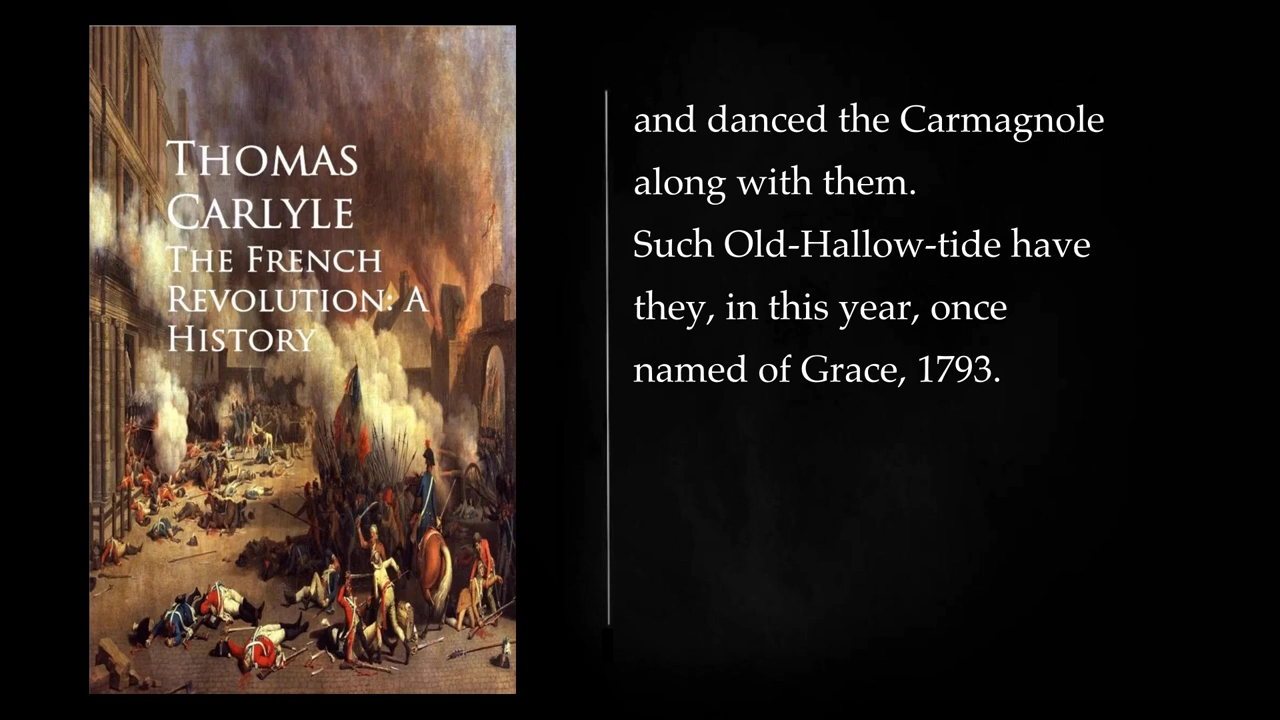 THOMAS
CARLYLE
THE FRENCH
REVOLUTION: A
HISTORY
and danced the Carmagnole
along with them.
Such Old-Hallow-tide have
they, in this year, once
named of Grace, 1793.